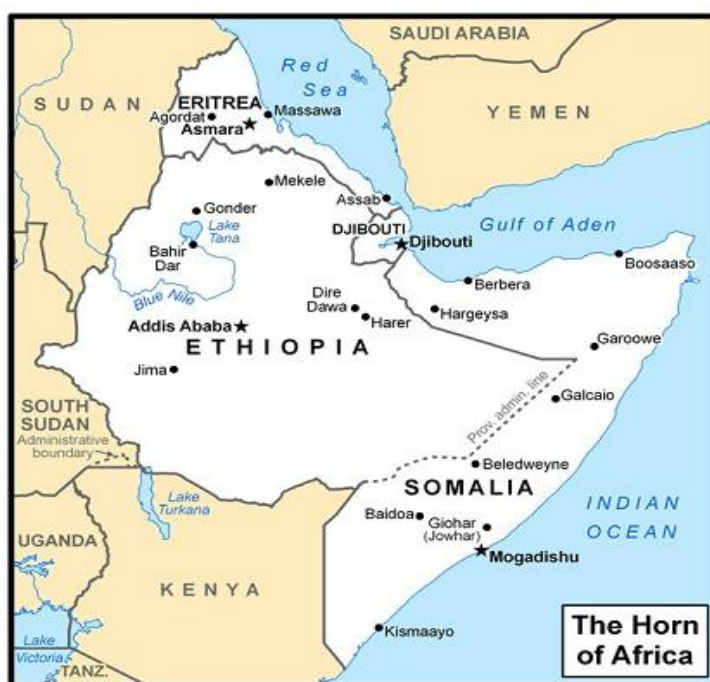 SAUDI ARABIA
Red
Sea
SUDAN
YEMEN
ERITREA
Agordat
Massawa
Asmara
Mekele
Assab
Gonder
Lake
Tana
DJIBOUTI
Djibouti
Gulf of Aden
Bahir
Dar
Boosaaso
Berbera
Blue Nile
Dire
Dawa
Hargeysa
Harer
Addis Ababa
ETHIOPIA
Garoowe
Jima
Galcaio
SOUTH
SUDAN
Administrative
boundary
Prov. admin. line
Beledweyne
SOMALIA
Lake
Turkana
INDIAN
OCEAN
Baidoa
Giohar
(Jowhar)
UGANDA
Mogadishu
KENYA
Kismaayo
The Horn
of Africa
Lake
Victoria
TANZ.